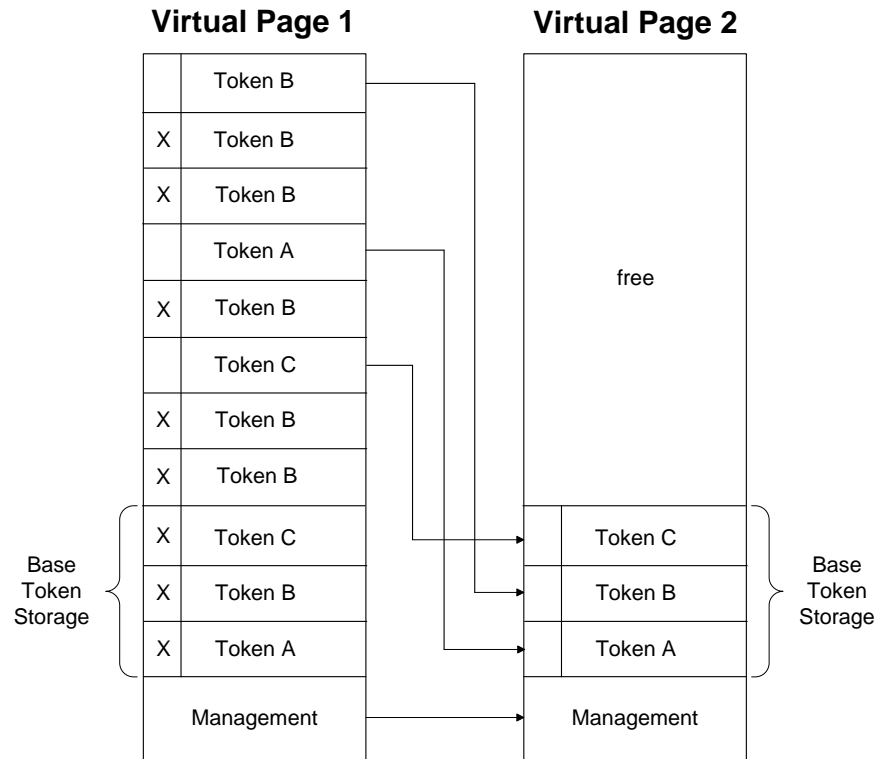 Virtual Page 1
Virtual Page 2
Token B
X Token B
X Token B
Token A
X Token B
Token C
X Token B
X Token B
X Token C
X Token B
X Token A
Management
Base
Token
Storage
free
Token C
Token B
Token A
Management
Base
Token
Storage